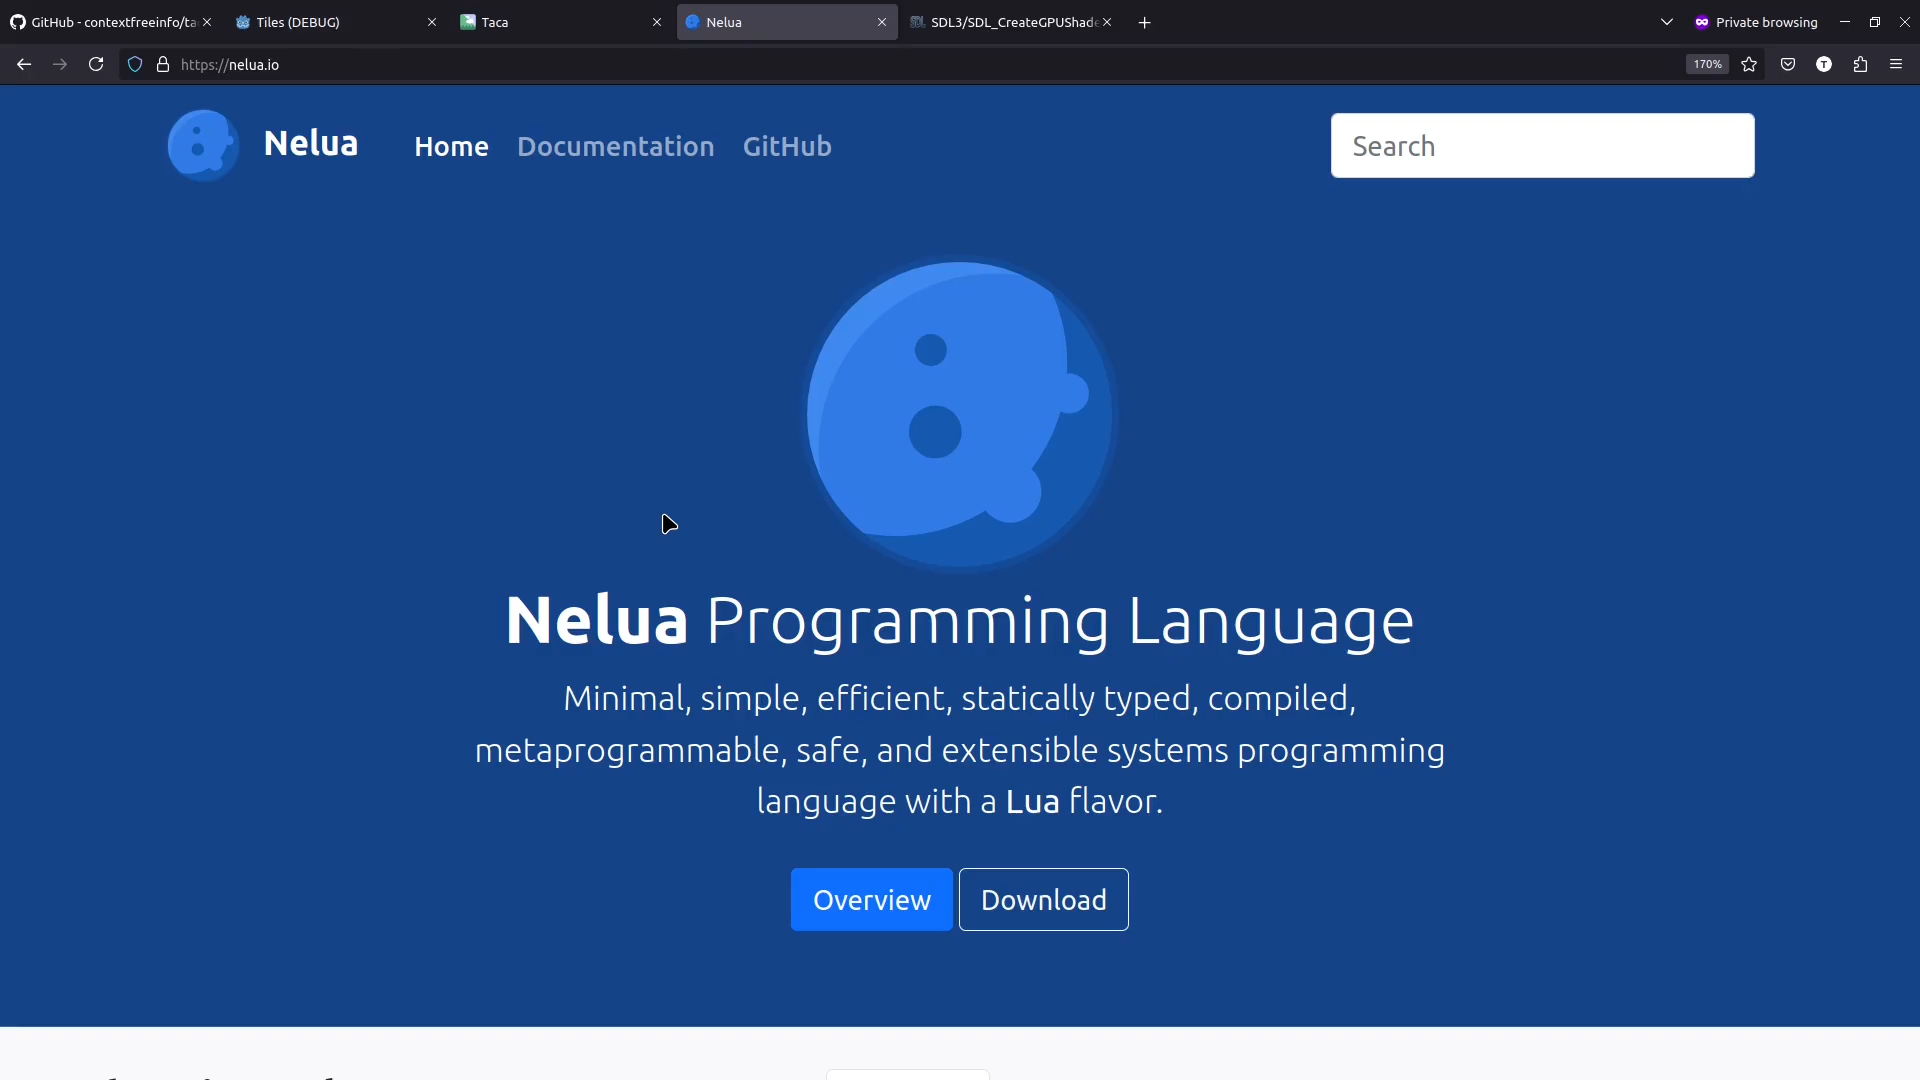 GitHub - contextfreeinfo/ta
Tiles (DEBUG)
Taca
Nelua
SDL3/SDL_CreateGPUShade
Private browsing
https://nelua.io
170%
T
Nelua
Home
Documentation
GitHub
Search
Nelua Programming Language
Minimal, simple, efficient, statically typed, compiled,
metaprogrammable, safe, and extensible systems programming
language with a Lua flavor.
Overview
Download